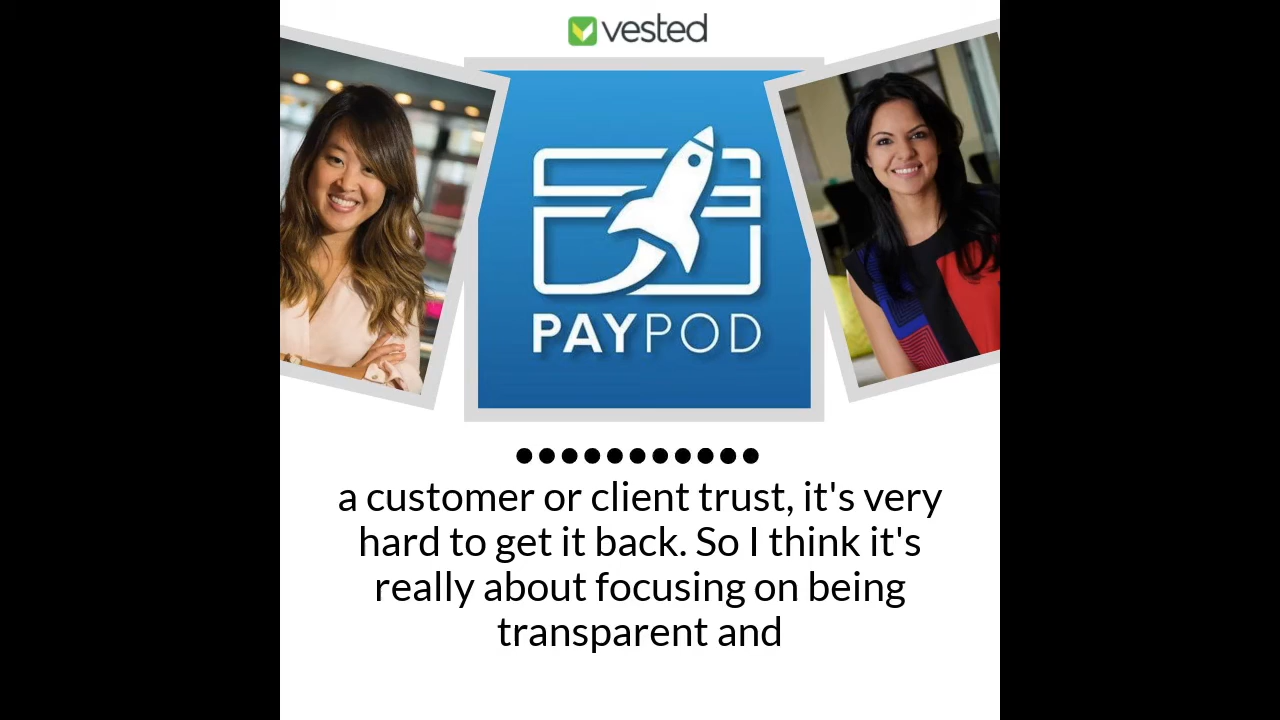 vested
PAYPOD
a customer or client trust, it's very
hard to get it back. So I think it's
really about focusing on being
transparent and